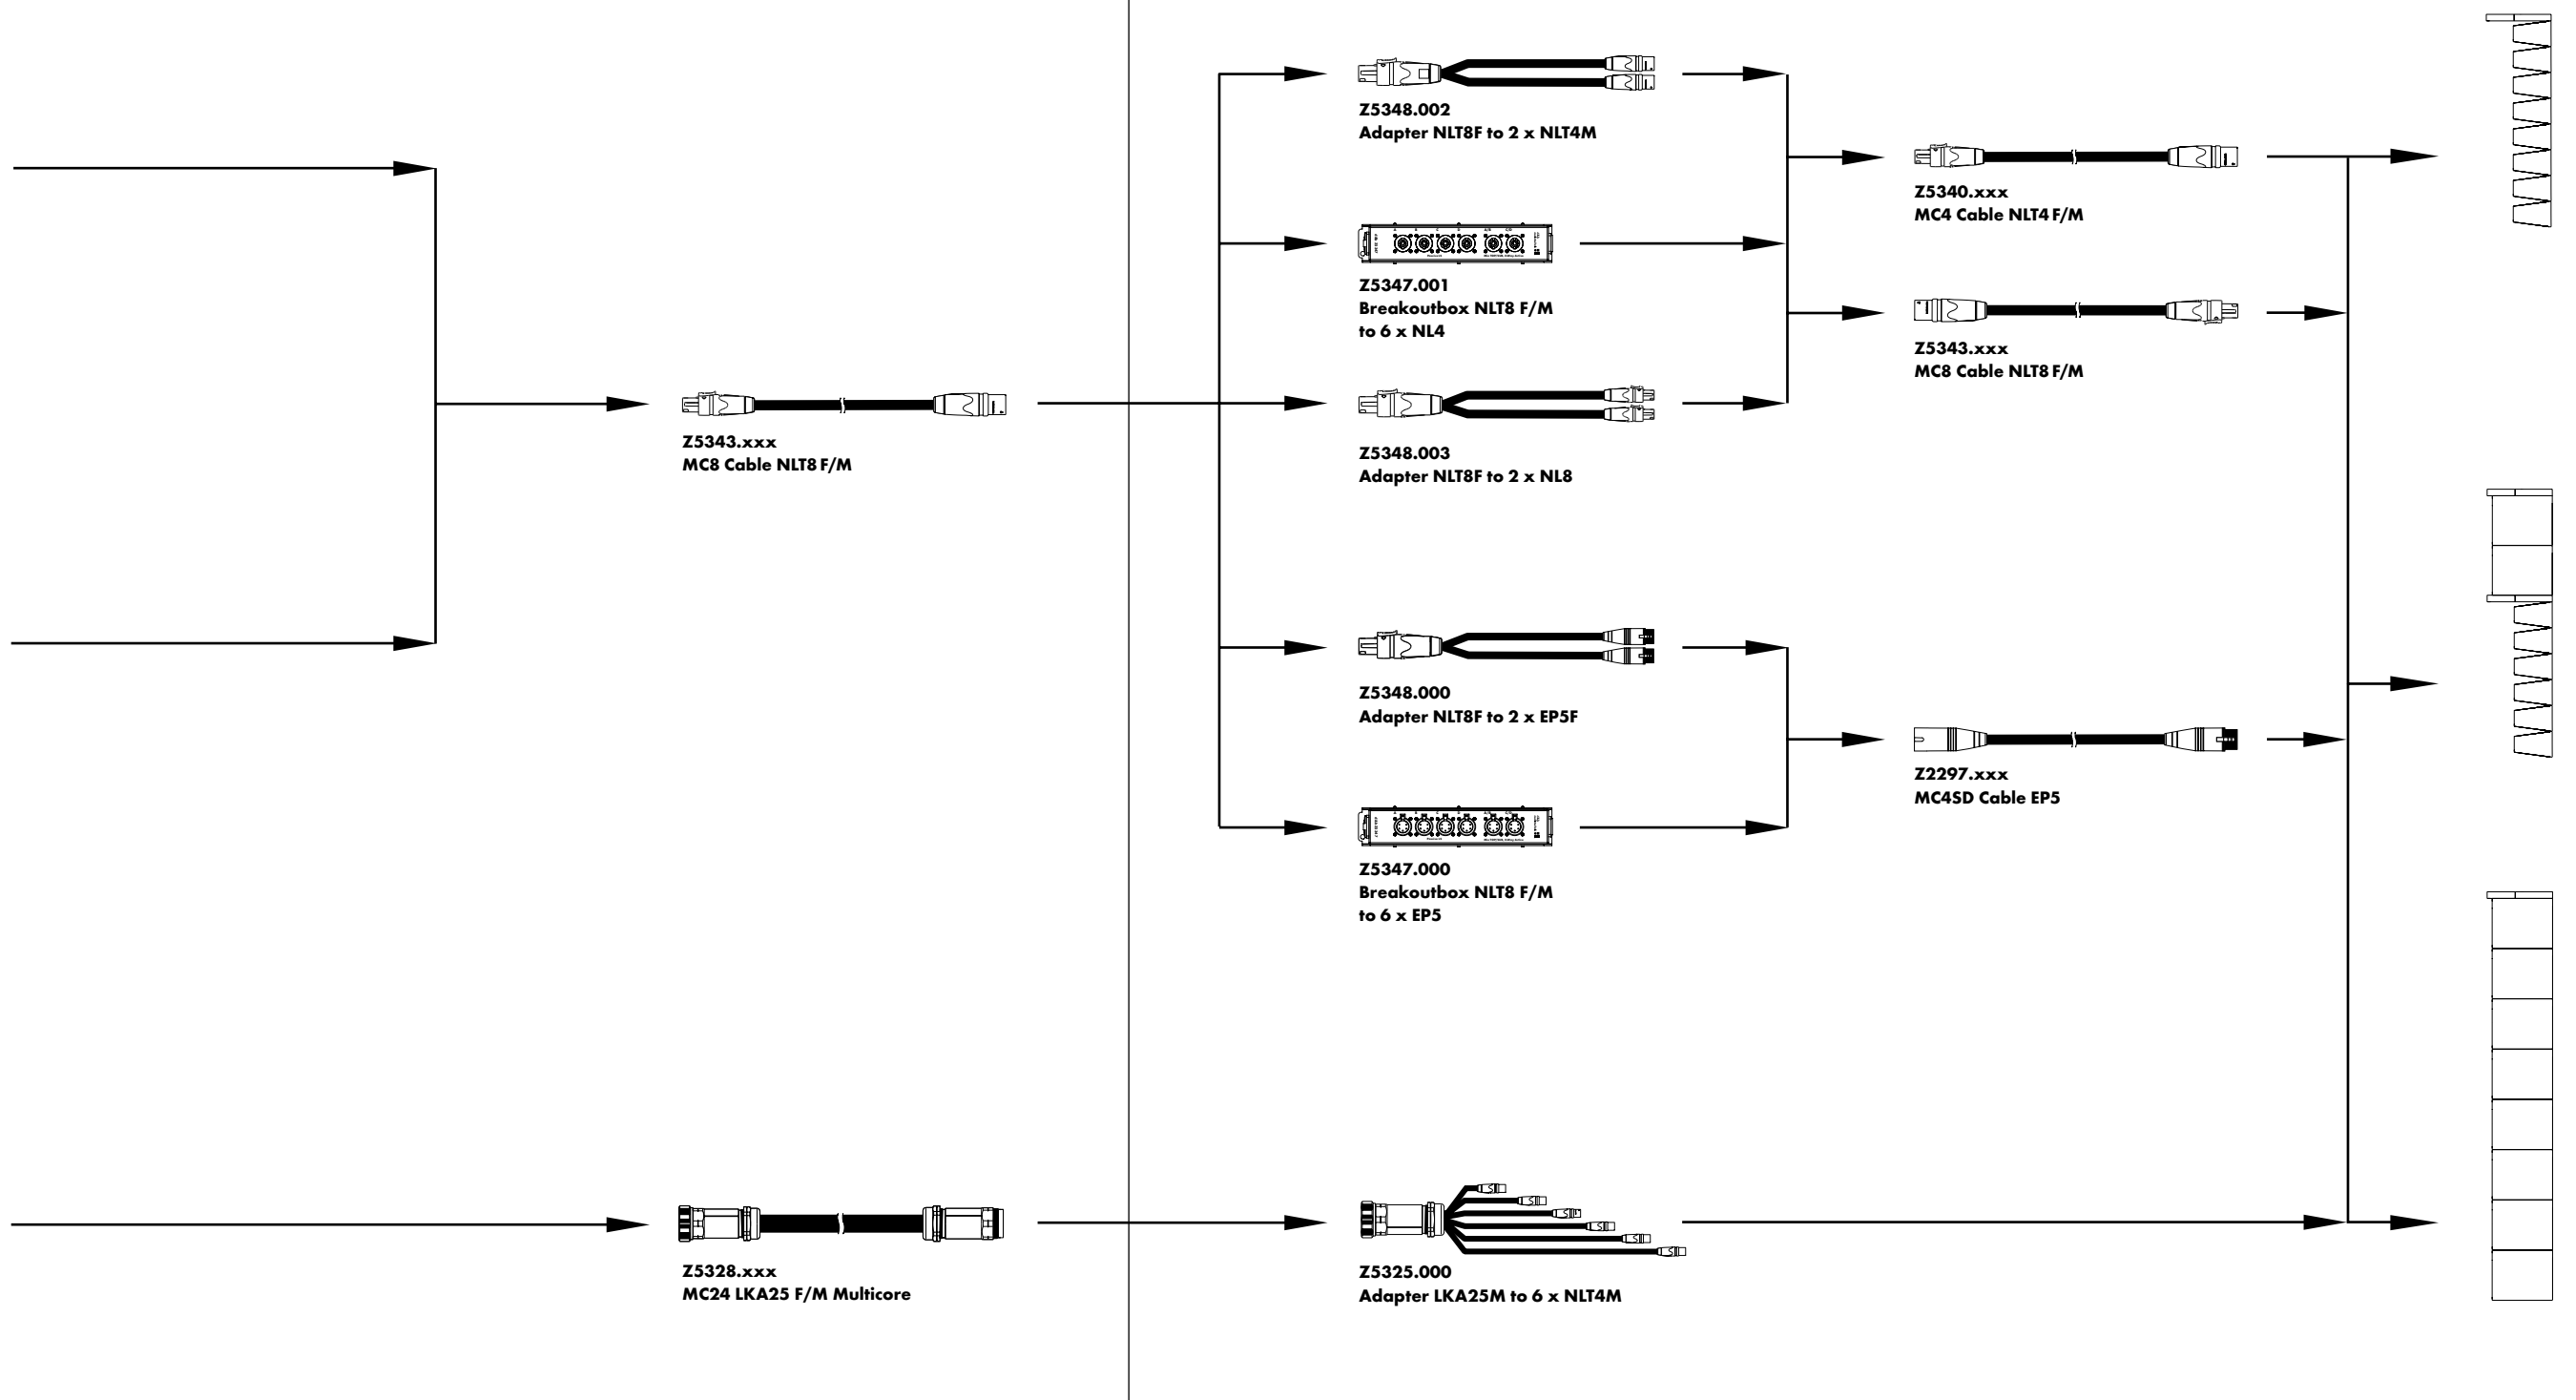 Z5348.002
Adapter NLT8F to 2 x NLT4M
Z5340.xxx
MC4 Cable NLT4 F/M
A B C D A/B C/D
Z5347.001
Breakoutbox NLT8 F/M
to 6 x NL4
Z5343.xxx
MC8 Cable NLT8 F/M
Z5343.xxx
MC8 Cable NLT8 F/M
Z5348.003
Adapter NLT8F to 2 x NL8
Z5348.000
Adapter NLT8F to 2 x EP5F
Z2297.xxx
MC4SD Cable EP5
Z5347.000
Breakoutbox NLT8 F/M
to 6 x EP5
Z5328.xxx
MC24 LKA25 F/M Multicore
Z5325.000
Adapter LKA25M to 6 x NLT4M